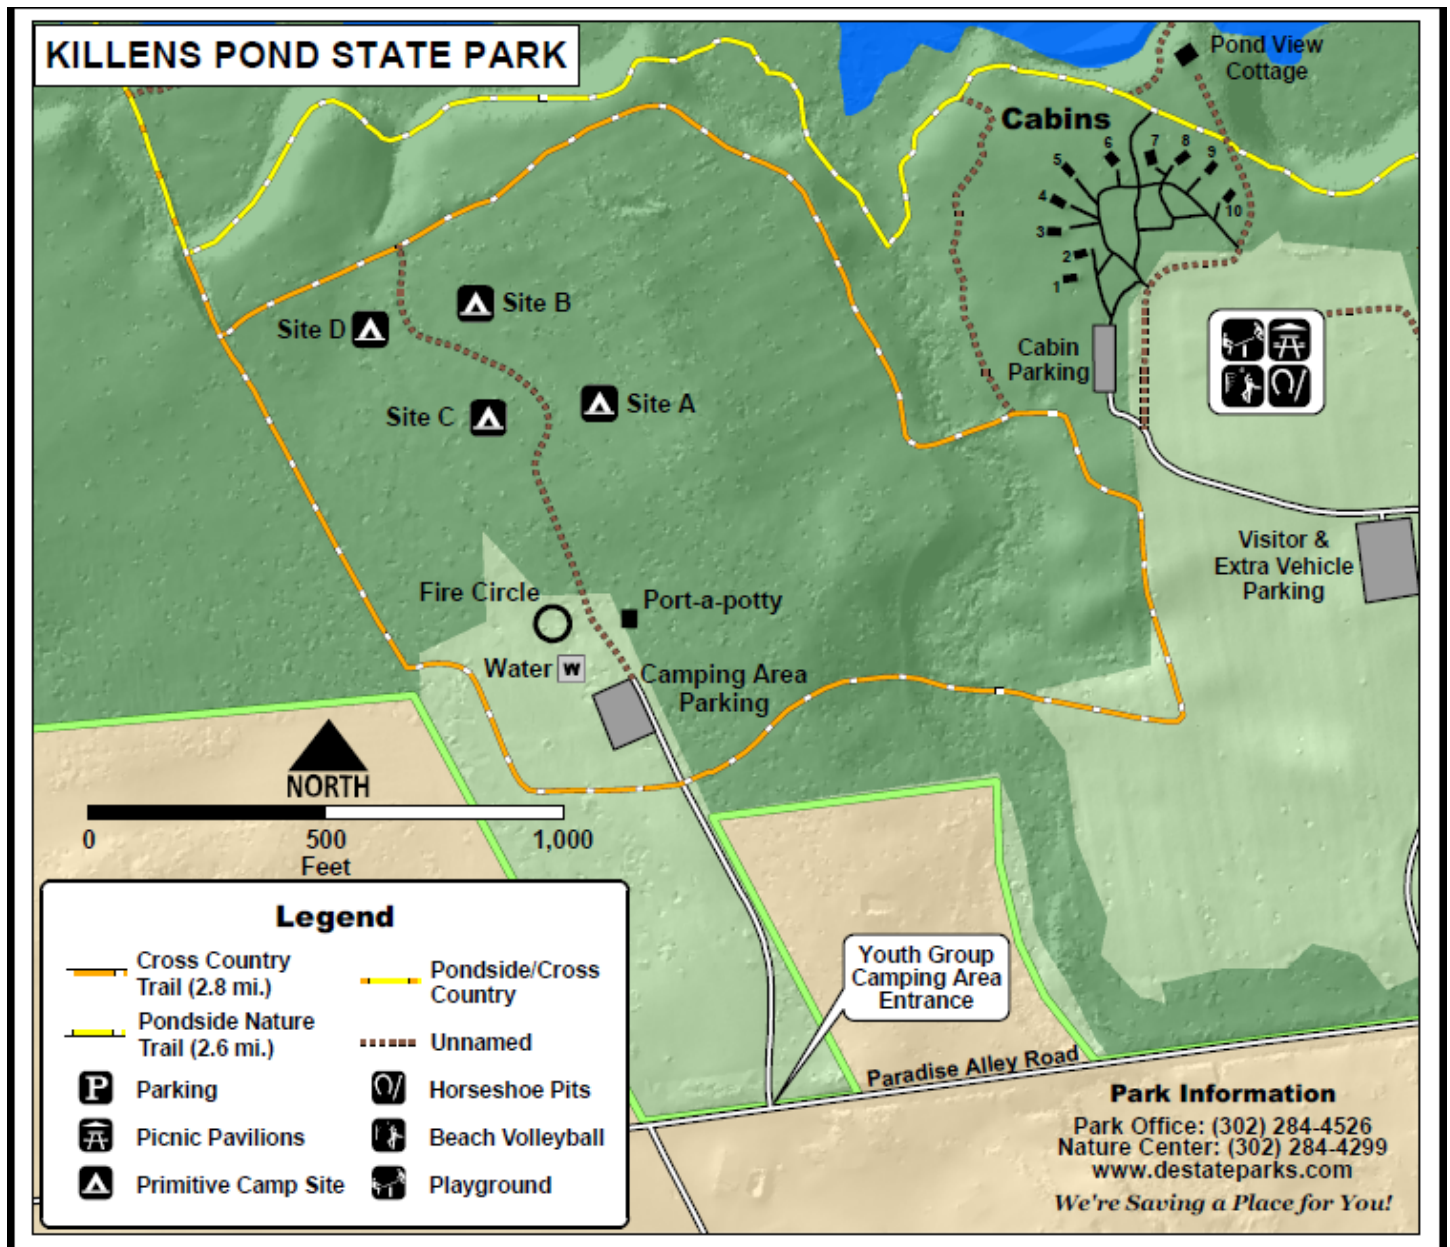 KILLENS POND STATE PARK
Pond View
Cottage
Cabins
1
2
3
4
5
6
7
8
9
10
Site B
Site D
Site A
Site C
Cabin
Parking
Visitor &
Extra Vehicle
Parking
Fire Circle
Port-a-potty
Water W
Camping Area
Parking
NORTH
0 500 1,000
Feet
Legend
Cross Country
Trail (2.8 mi.)
Pondside Nature
Trail (2.6 mi.)
P Parking
Picnic Pavilions
Primitive Camp Site
Pondside/Cross
Country
Unnamed
Horseshoe Pits
Beach Volleyball
Playground
Youth Group
Camping Area
Entrance
Paradise Alley Road
Park Information
Park Office: (302) 284-4526
Nature Center: (302) 284-4299
www.destateparks.com
We're Saving a Place for You!